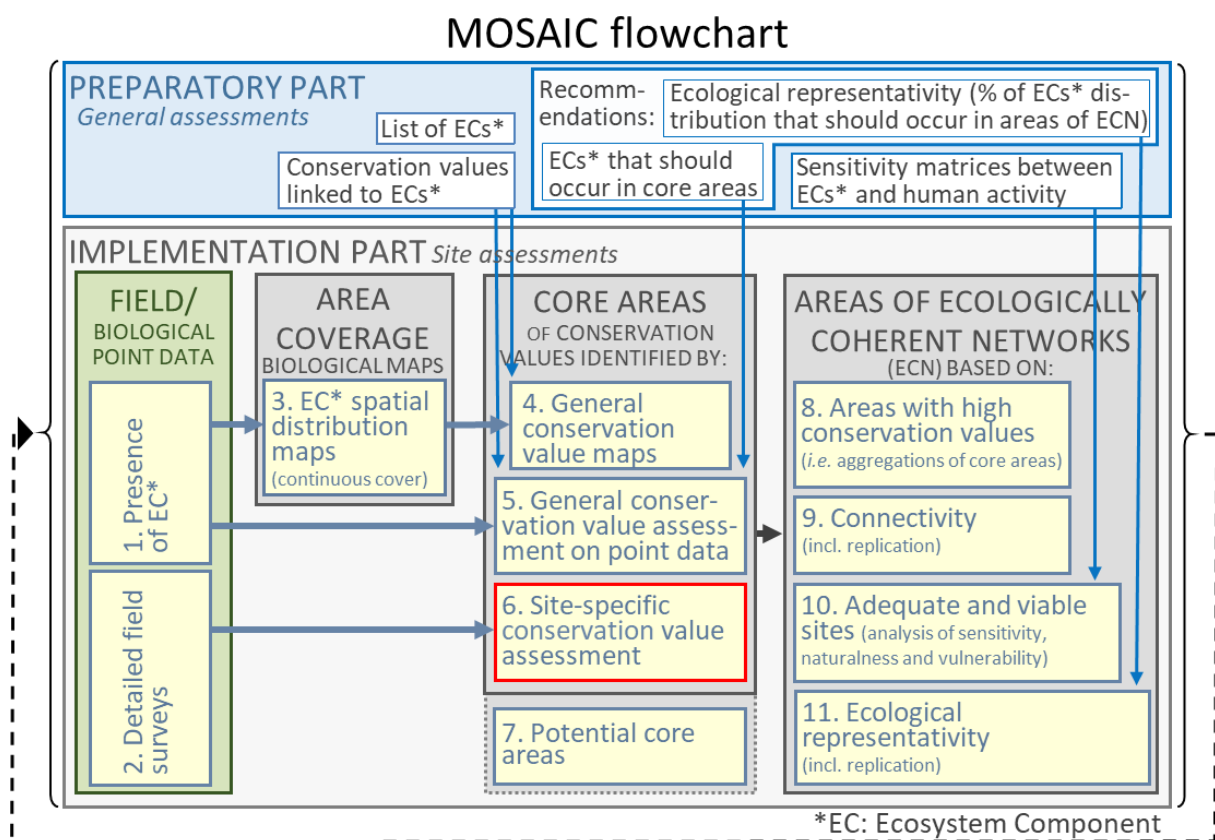 MOSAIC flowchart
PREPARATORY PART
General assessments
List of ECs*
Conservation values
linked to ECs*
Recomm-
endations:
Ecological representativity (% of ECs* dis-
tribution that should occur in areas of ECN)
ECs* that should
occur in core areas
Sensitivity matrices between
ECs* and human activity
IMPLEMENTATION PART Site assessments
FIELD/
BIOLOGICAL
POINT DATA
1. Presence
of EC*
2. Detailed field
surveys
AREA
COVERAGE
BIOLOGICAL MAPS
3. EC* spatial
distribution
maps
(continuous cover)
CORE AREAS
OF CONSERVATION
VALUES IDENTIFIED BY:
4. General
conservation
value maps
5. General conser-
vation value assess-
ment on point data
6. Site-specific
conservation value
assessment
7. Potential core
areas
AREAS OF ECOLOGICALLY
COHERENT NETWORKS
(ECN) BASED ON:
8. Areas with high
conservation values
(i.e. aggregations of core areas)
9. Connectivity
(incl. replication)
10. Adequate and viable
sites (analysis of sensitivity,
naturalness and vulnerability)
11. Ecological
representativity
(incl. replication)
*EC: Ecosystem Component